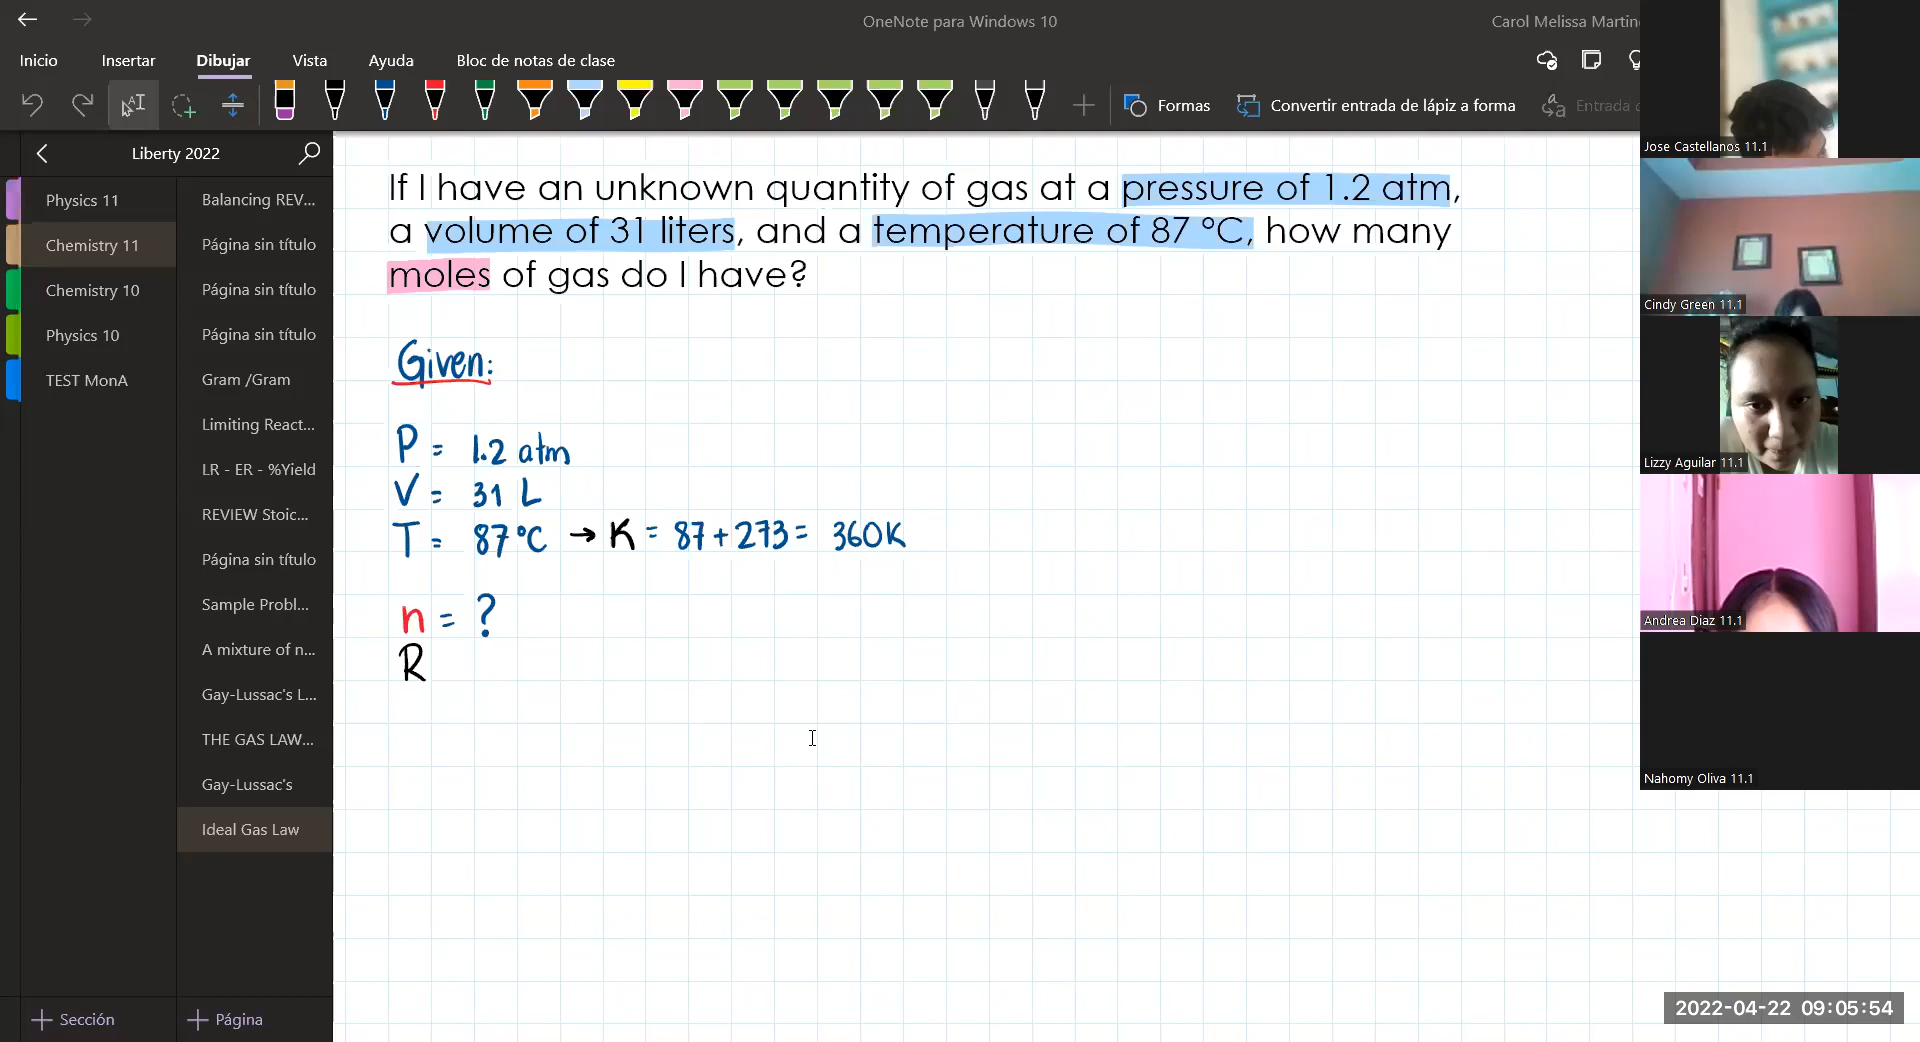 OneNote para Windows 10
Carol Melissa Martin
Inicio Insertar Dibujar Vista Ayuda Bloc de notas de clase
Formas Convertir entrada de lápiz a forma Entrada
Liberty 2022
Physics 11
Chemistry 11
Chemistry 10
Physics 10
TEST MonA
Balancing REV...
Página sin título
Página sin título
Página sin título
Gram /Gram
Limiting React...
LR - ER - %Yield
REVIEW Stoic...
Página sin título
Sample Probl...
A mixture of n...
Gay-Lussac's L...
THE GAS LAW...
Gay-Lussac's
Ideal Gas Law
Sección
Página
If I have an unknown quantity of gas at a pressure of 1.2 atm,
a volume of 31 liters, and a temperature of 87 °C, how many
moles of gas do I have?
Given:
P = 1.2 atm
V = 31 L
T = 87°C → K = 87 + 273 = 360K
n = ?
R
Jose Castellanos 11.1
Cindy Green 11.1
Lizzy Aguilar 11.1
Andrea Diaz 11.1
Nahomy Oliva 11.1
2022-04-22 09:05:54